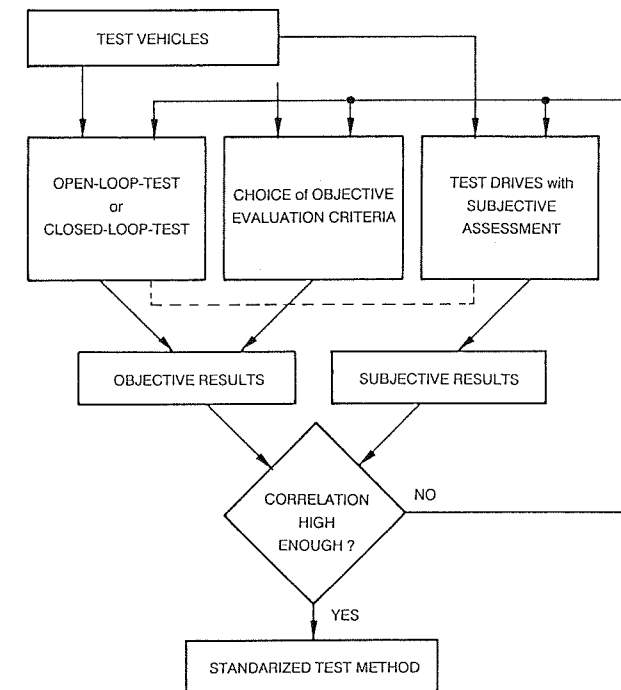 TEST VEHICLES
OPEN-LOOP-TEST
or
CLOSED-LOOP-TEST
CHOICE of OBJECTIVE
EVALUATION CRITERIA
TEST DRIVES with
SUBJECTIVE
ASSESSMENT
OBJECTIVE RESULTS
SUBJECTIVE RESULTS
CORRELATION
HIGH
ENOUGH ?
NO
YES
STANDARIZED TEST METHOD